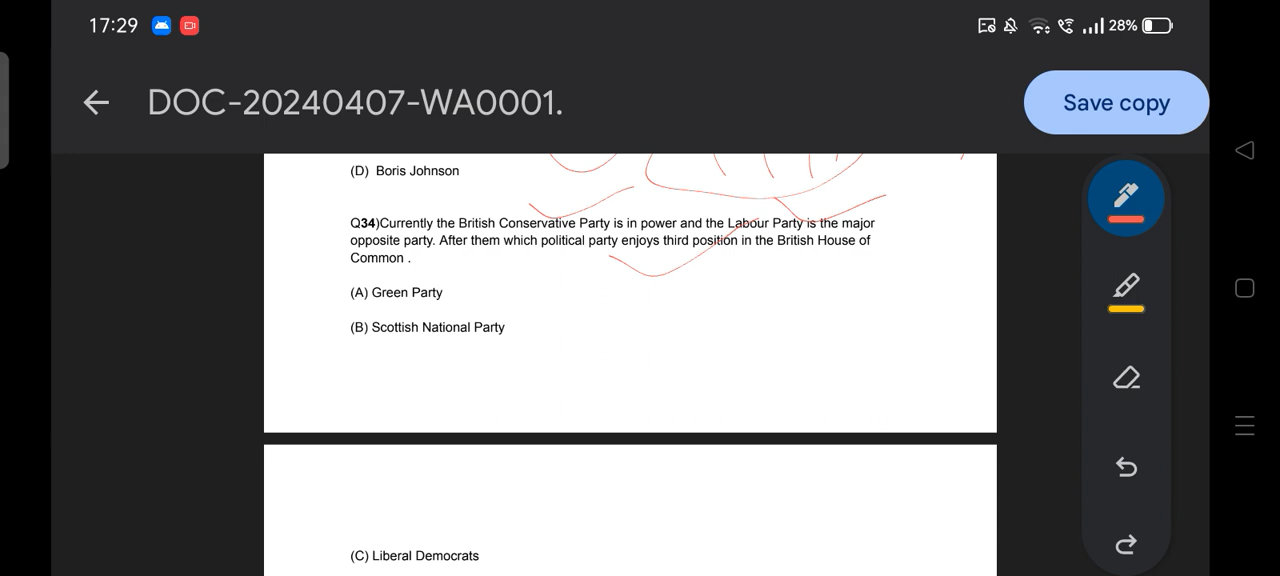 17:29
28%
DOC-20240407-WA0001.
Save copy
(D) Boris Johnson
Q34)Currently the British Conservative Party is in power and the Labour Party is the major
opposite party. After them which political party enjoys third position in the British House of
Common .
(A) Green Party
(B) Scottish National Party
(C) Liberal Democrats